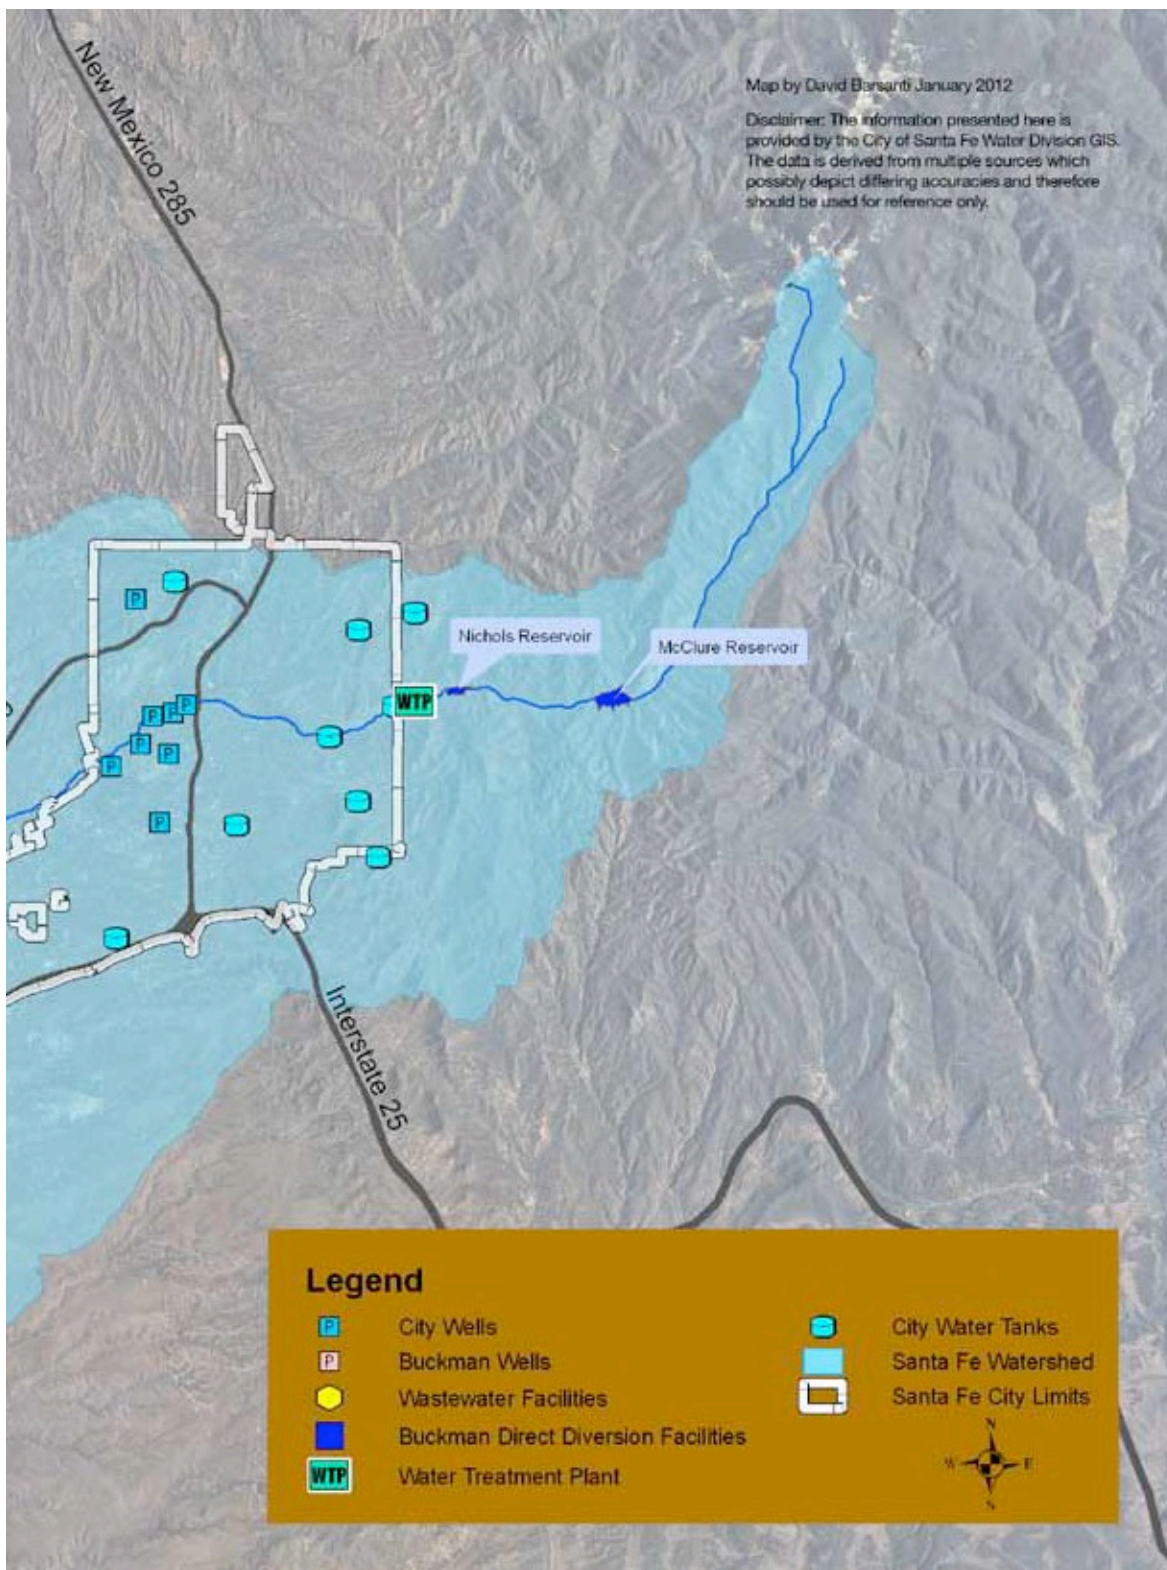 New Mexico 285
Map by David Barsanti January 2012
Disclaimer: The information presented here is
provided by the City of Santa Fe Water Division GIS.
The data is derived from multiple sources which
possibly depict differing accuracies and therefore
should be used for reference only.
P
Nichols Reservoir
McClure Reservoir
WTP
P
P
P
P
P
P
P
Interstate 25
Legend
P City Wells
P Buckman Wells
Wastewater Facilities
Buckman Direct Diversion Facilities
WTP Water Treatment Plant
City Water Tanks
Santa Fe Watershed
Santa Fe City Limits
N
W E
S